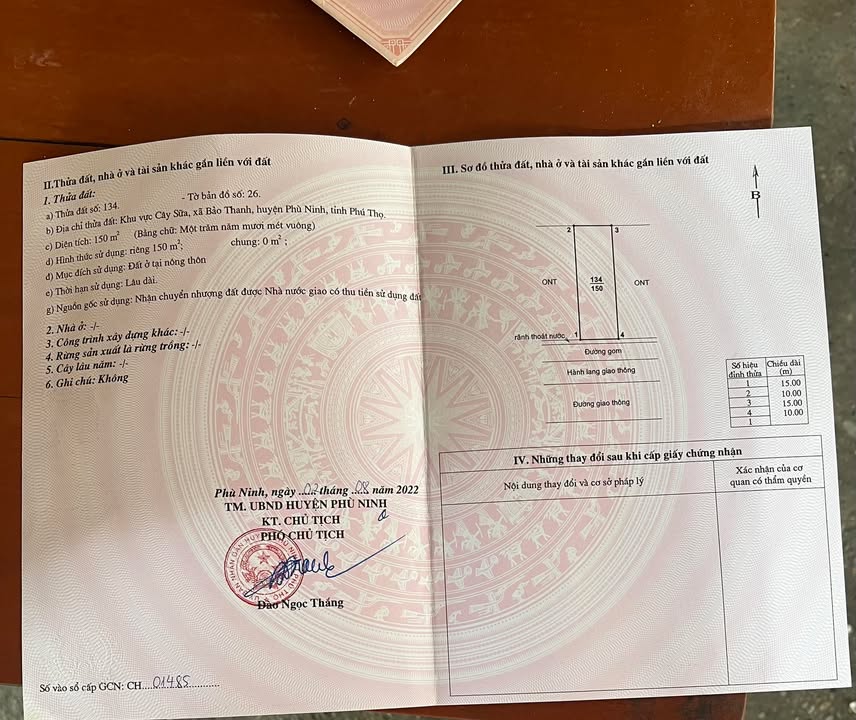 II.Thửa đất, nhà ở và tài sản khác gắn liền với đất
1. Thửa đất:
a) Thửa đất số: 134. - Tờ bản đồ số: 26.
b) Địa chỉ thửa đất: Khu vực Cây Sữa, xã Bảo Thanh, huyện Phù Ninh, tỉnh Phú Thọ.
c) Diện tích: 150 m² (Bằng chữ: Một trăm năm mươi mét vuông)
d) Hình thức sử dụng: riêng 150 m²; chung: 0 m² ;
đ) Mục đích sử dụng: Đất ở tại nông thôn
e) Thời hạn sử dụng: Lâu dài.
g) Nguồn gốc sử dụng: Nhận chuyển nhượng đất được Nhà nước giao có thu tiền sử dụng đất
2. Nhà ở: -/-
3. Công trình xây dựng khác: -/-
4. Rừng sản xuất là rừng trồng: -/-
5. Cây lâu năm: -/-
6. Ghi chú: Không
Phù Ninh, ngày ..02.. tháng ..08.. năm 2022
TM. UBND HUYỆN PHÙ NINH
KT. CHỦ TỊCH
PHÓ CHỦ TỊCH
Đào Ngọc Thắng
Số vào sổ cấp GCN: CH....01485...........
III. Sơ đồ thửa đất, nhà ở và tài sản khác gắn liền với đất
B
2 3
ONT 134 ONT
150
rãnh thoát nước 1 4
Đường gom
Hành lang giao thông
Đường giao thông
Số hiệu đỉnh thửa Chiều dài (m)
1 15.00
2 10.00
3 15.00
4 10.00
1
IV. Những thay đổi sau khi cấp giấy chứng nhận
Nội dung thay đổi và cơ sở pháp lý
Xác nhận của cơ
quan có thẩm quyền